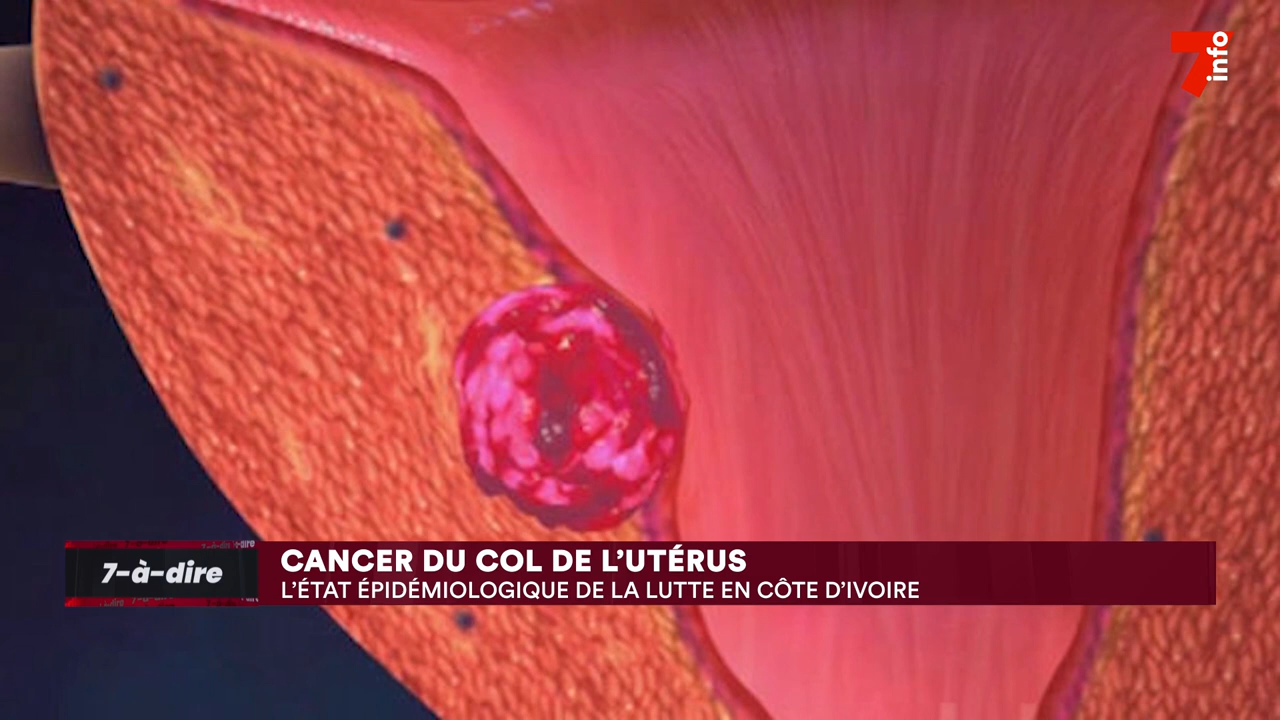 7info
7-à-dire
CANCER DU COL DE L'UTÉRUS
L'ÉTAT ÉPIDÉMIOLOGIQUE DE LA LUTTE EN CÔTE D'IVOIRE